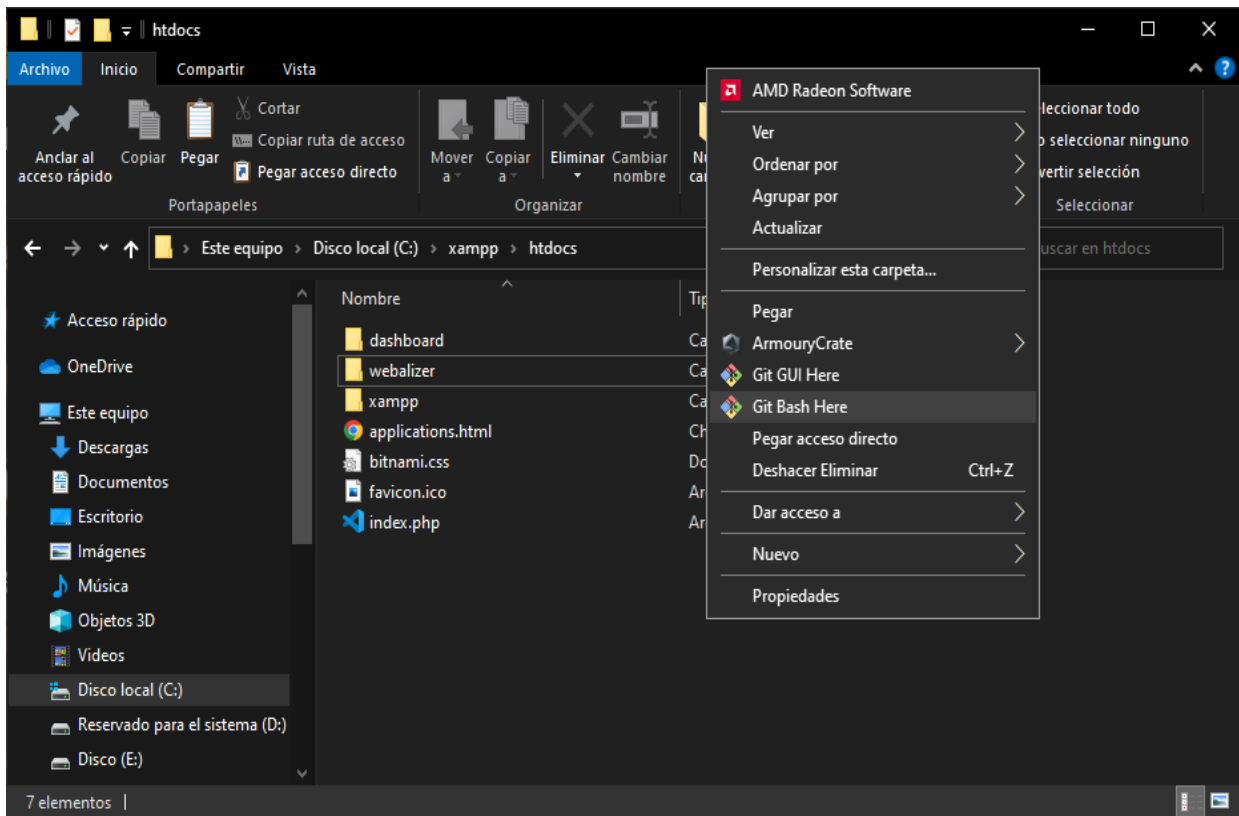 htdocs
Archivo Inicio Compartir Vista
Anclar al acceso rápido
Copiar
Pegar
Cortar
Copiar ruta de acceso
Pegar acceso directo
Portapapeles
Mover a
Copiar a
Eliminar
Cambiar nombre
Organizar
Seleccionar
Este equipo > Disco local (C:) > xampp > htdocs
en htdocs
Acceso rápido
OneDrive
Este equipo
Descargas
Documentos
Escritorio
Imágenes
Música
Objetos 3D
Videos
Disco local (C:)
Reservado para el sistema (D:)
Disco (E:)
Nombre
dashboard
webalizer
xampp
applications.html
bitnami.css
favicon.ico
index.php
AMD Radeon Software
Ver
Ordenar por
Agrupar por
Actualizar
Personalizar esta carpeta...
Pegar
ArmouryCrate
Git GUI Here
Git Bash Here
Pegar acceso directo
Deshacer Eliminar Ctrl+Z
Dar acceso a
Nuevo
Propiedades
todo
seleccionar ninguno
selección
7 elementos